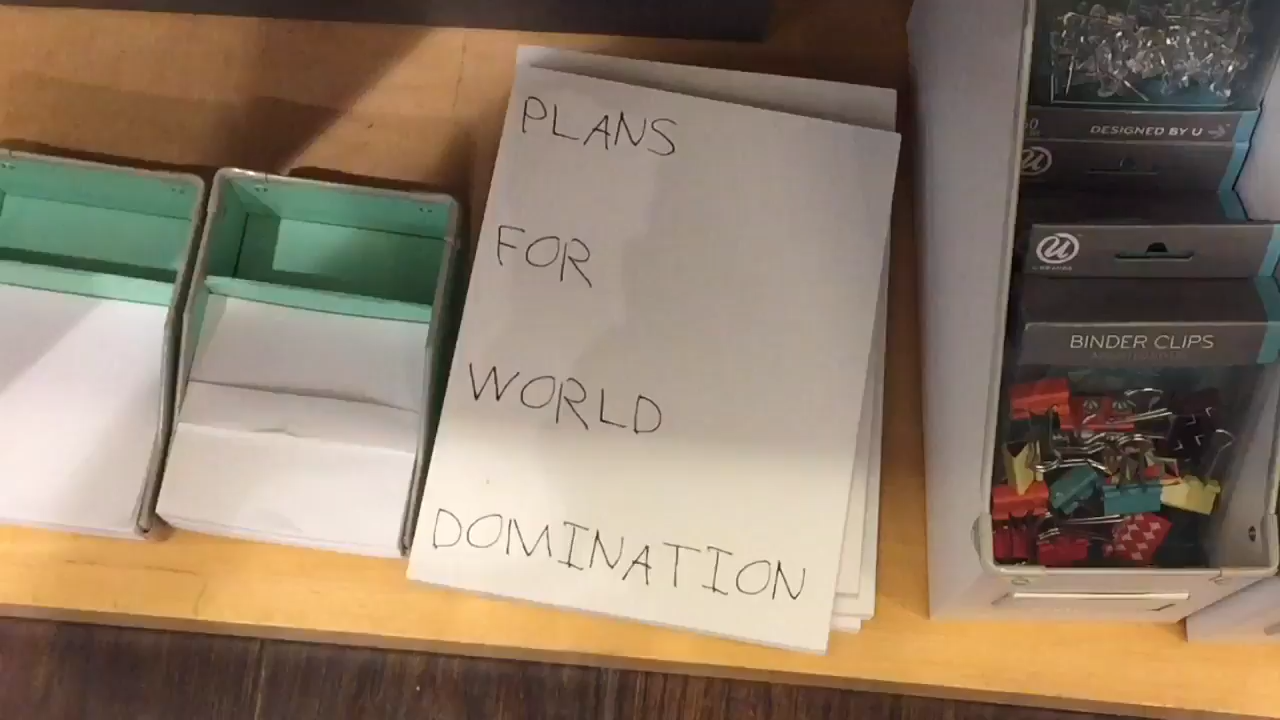 PLANS
FOR
WORLD
DOMINATION
DESIGNED BY U
BINDER CLIPS